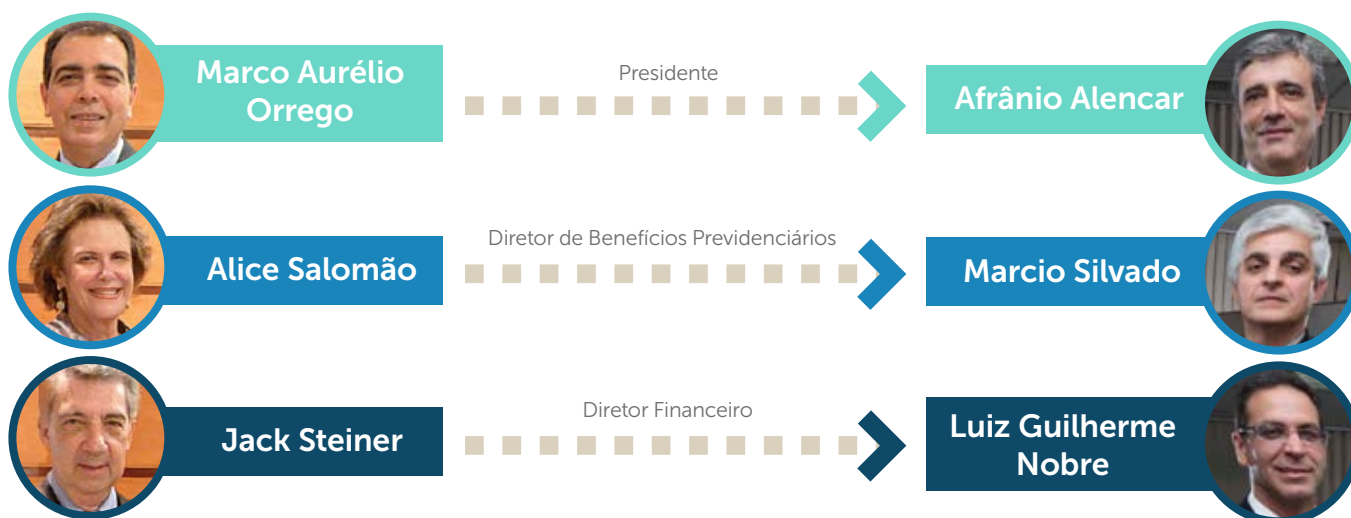 Marco Aurélio
Orrego
Presidente
Afrânio Alencar
Alice Salomão
Diretor de Benefícios Previdenciários
Marcio Silvado
Jack Steiner
Diretor Financeiro
Luiz Guilherme
Nobre